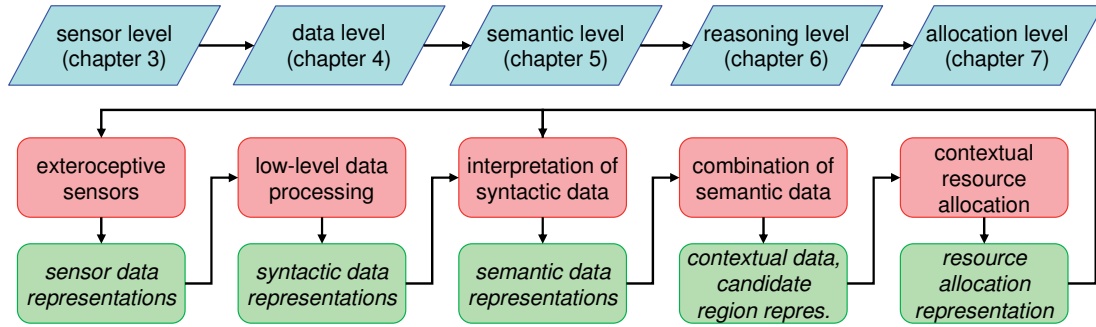 sensor level
(chapter 3)
data level
(chapter 4)
semantic level
(chapter 5)
reasoning level
(chapter 6)
allocation level
(chapter 7)
exteroceptive
sensors
low-level data
processing
interpretation of
syntactic data
combination of
semantic data
contextual
resource
allocation
sensor data
representations
syntactic data
representations
semantic data
representations
contextual data,
candidate
region repres.
resource
allocation
representation